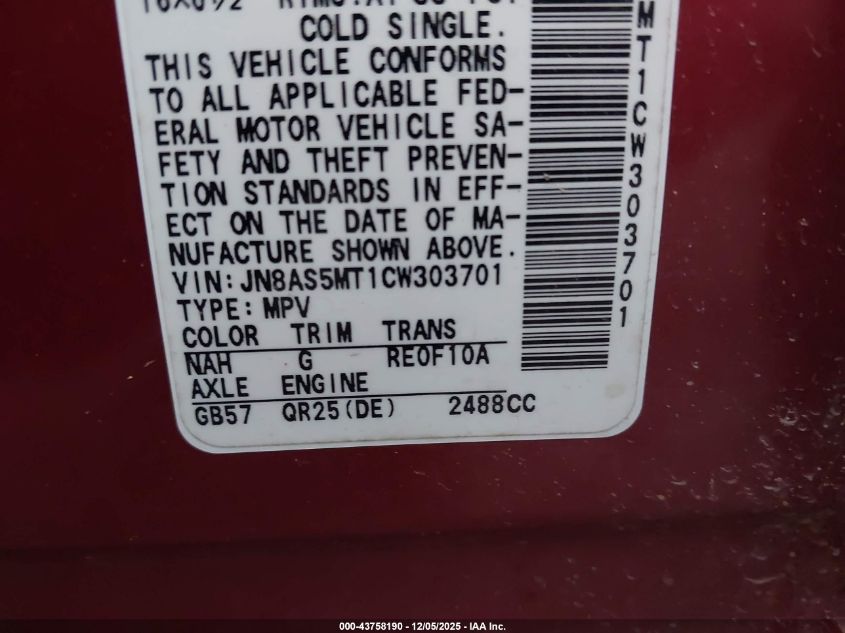 COLD SINGLE.
THIS VEHICLE CONFORMS
TO ALL APPLICABLE FED-
ERAL MOTOR VEHICLE SA-
FETY AND THEFT PREVEN-
TION STANDARDS IN EFF-
ECT ON THE DATE OF MA-
NUFACTURE SHOWN ABOVE.
VIN:JN8AS5MT1CW303701
TYPE:MPV
COLOR TRIM TRANS
NAH G RE0F10A
AXLE ENGINE
GB57 QR25(DE) 2488CC
MT1CW303701
000-43758190 - 12/05/2025 - IAA Inc.